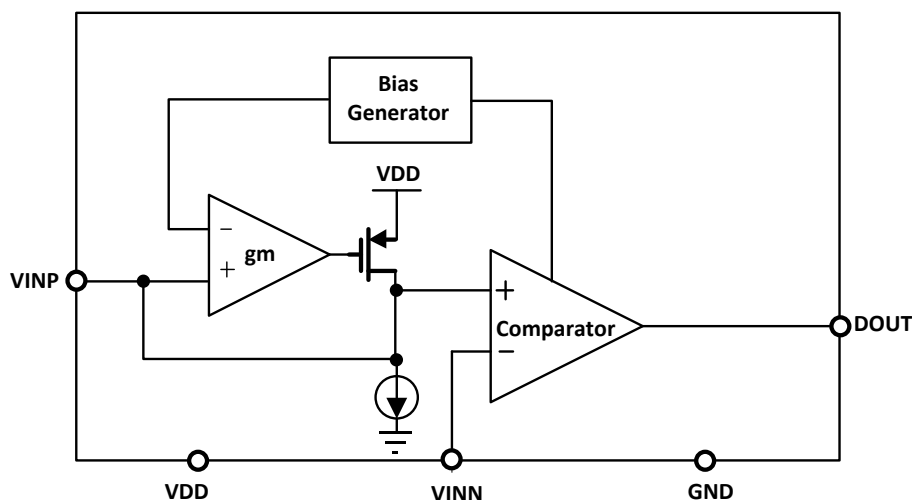 Bias
Generator
VDD
−
gm
+
VINP
+
Comparator
−
DOUT
VDD
VINN
GND